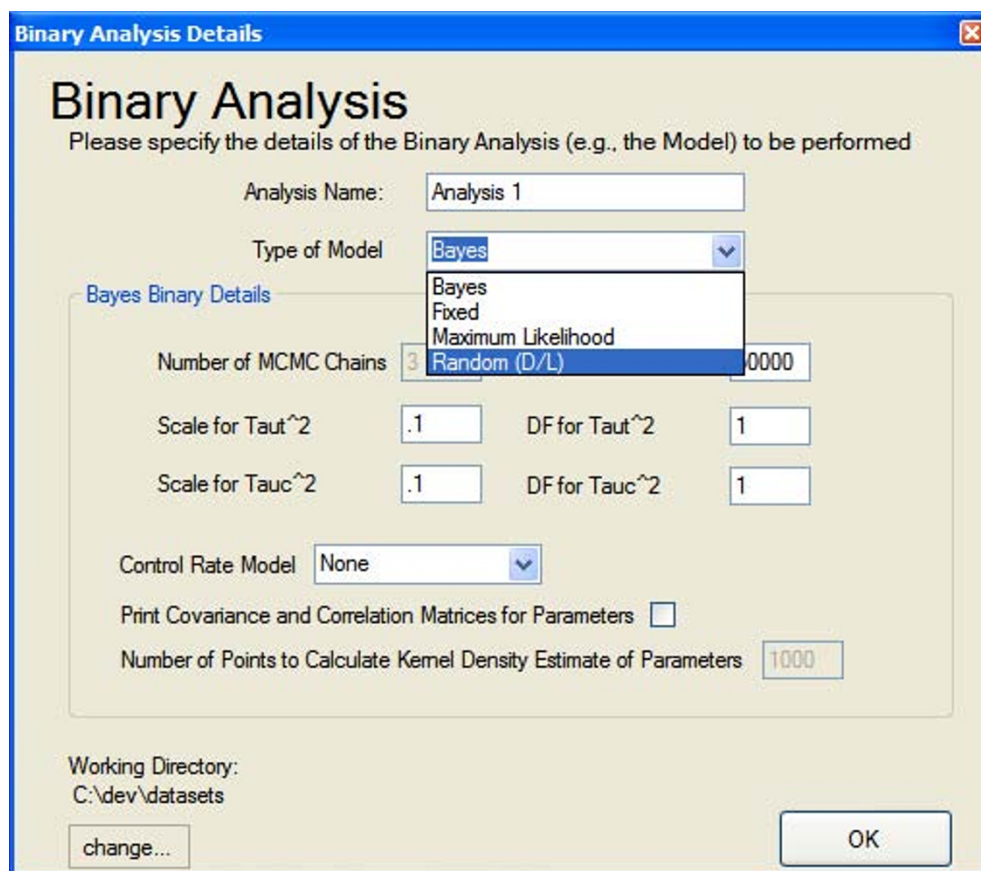 Binary Analysis Details
Binary Analysis
Please specify the details of the Binary Analysis (e.g., the Model) to be performed
Analysis Name: Analysis 1
Type of Model Bayes
Bayes
Fixed
Maximum Likelihood
Random (D/L)
Bayes Binary Details
Number of MCMC Chains 3
Scale for Taut^2 .1 DF for Taut^2 1
Scale for Tauc^2 .1 DF for Tauc^2 1
Control Rate Model None
Print Covariance and Correlation Matrices for Parameters
Number of Points to Calculate Kernel Density Estimate of Parameters 1000
Working Directory:
C:\dev\datasets
change...
OK